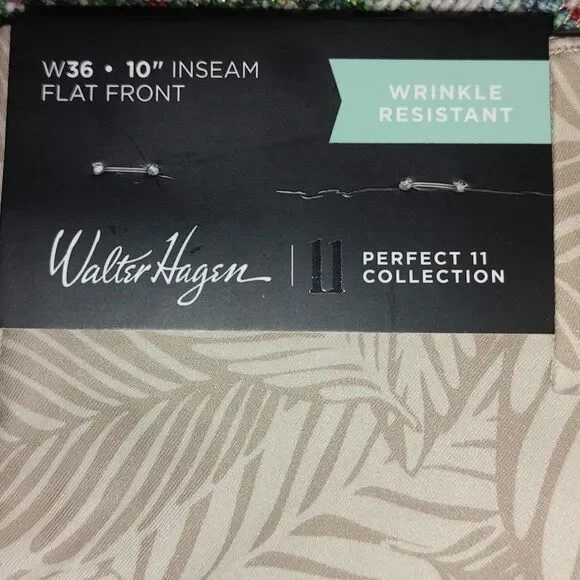 W36 • 10" INSEAM
FLAT FRONT
WRINKLE
RESISTANT
Walter Hagen
11
PERFECT 11
COLLECTION